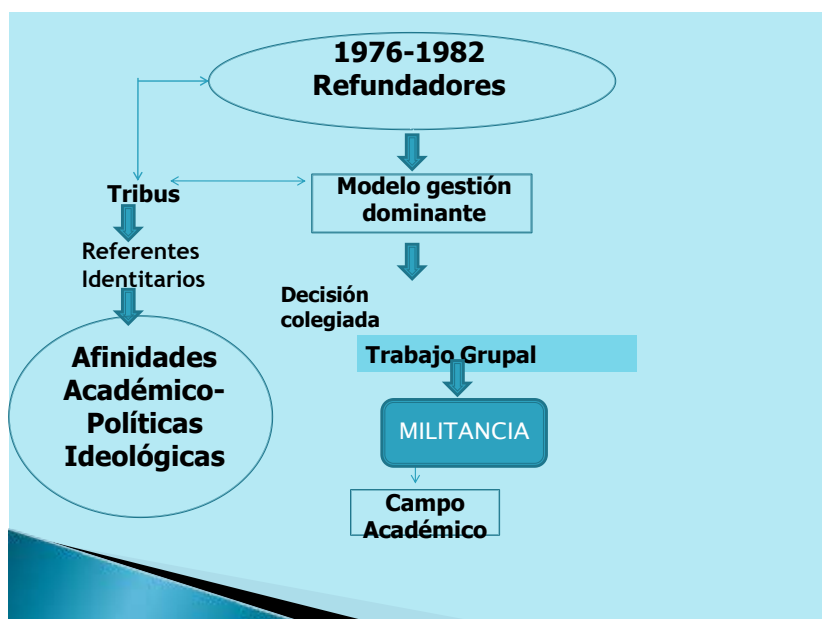 1976-1982
Refundadores
Tribus
Modelo gestión
dominante
Referentes
Identitarios
Decisión
colegiada
Trabajo Grupal
Afinidades
Académico-
Políticas
Ideológicas
MILITANCIA
Campo
Académico